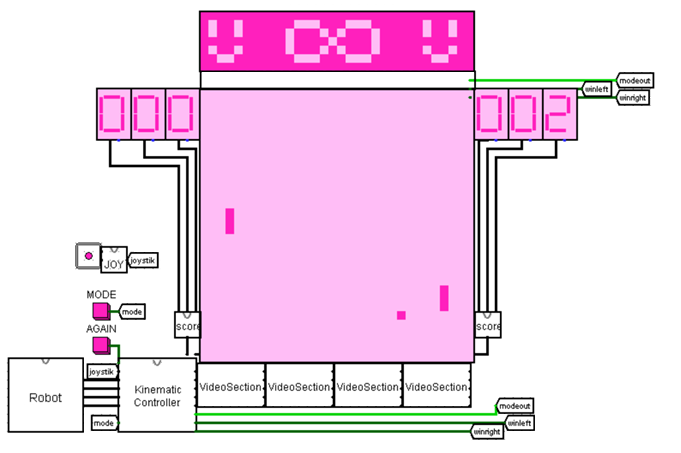 modeout
winleft
winright
000
002
JOY
joystik
MODE
mode
AGAIN
score
score
joystik
Robot
Kinematic
Controller
mode
VideoSection
VideoSection
VideoSection
VideoSection
modeout
winleft
winright